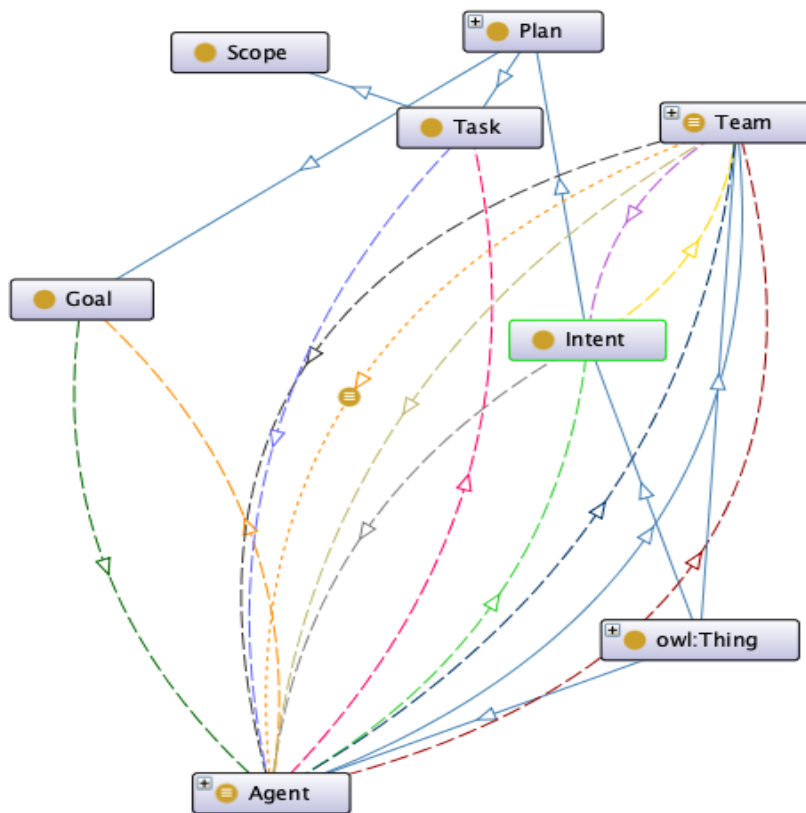 Plan
Scope
Task
Team
Goal
Intent
owl:Thing
Agent